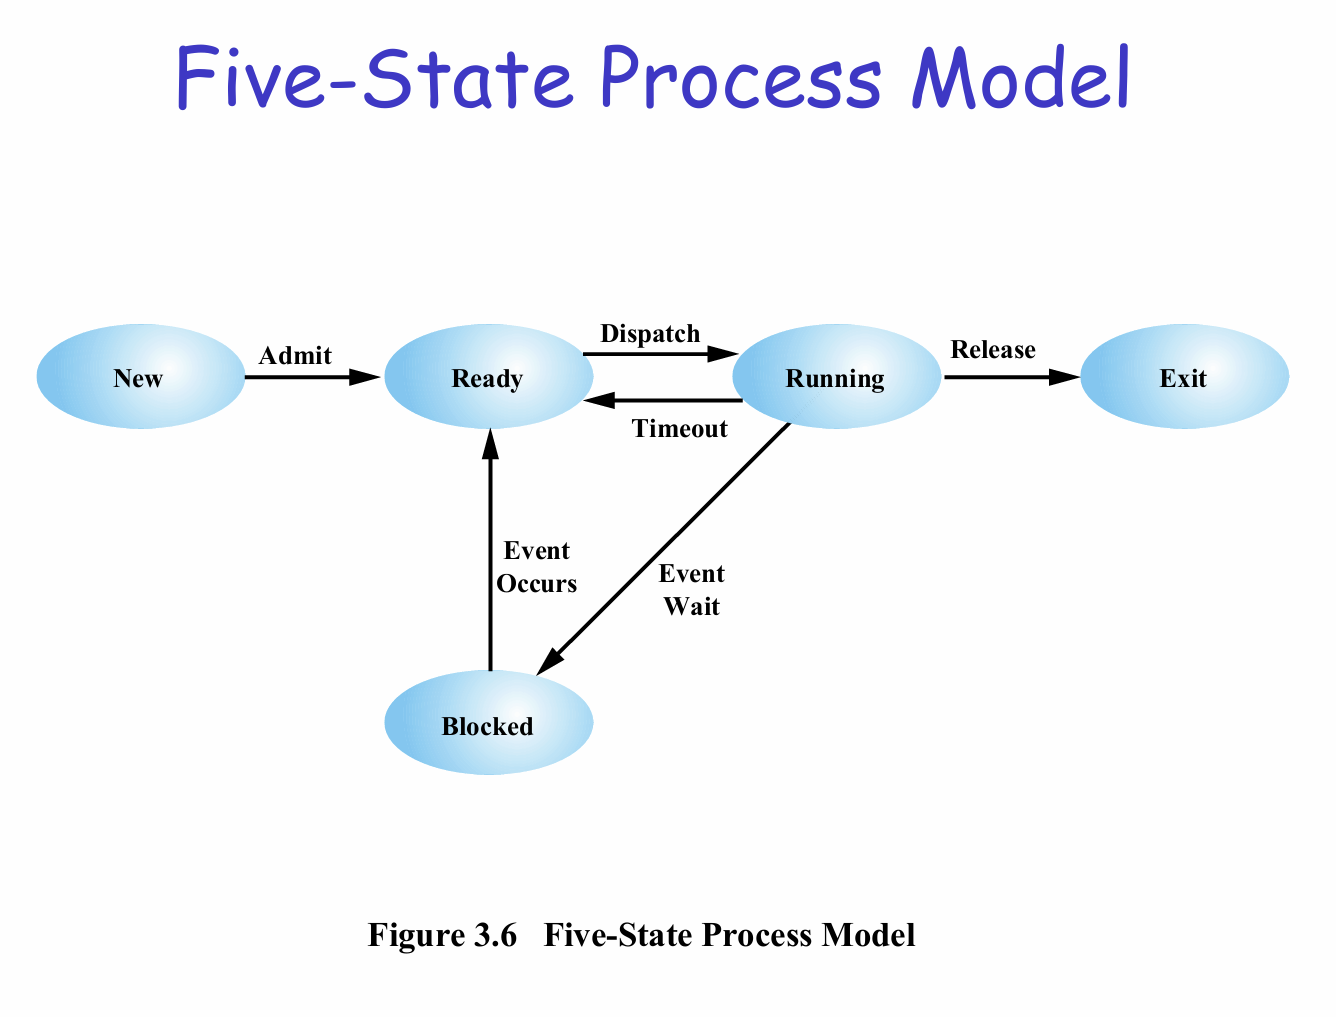 Five-State Process Model
Dispatch
Admit
Release
New
Ready
Running
Exit
Timeout
Event
Occurs
Event
Wait
Blocked
Figure 3.6 Five-State Process Model